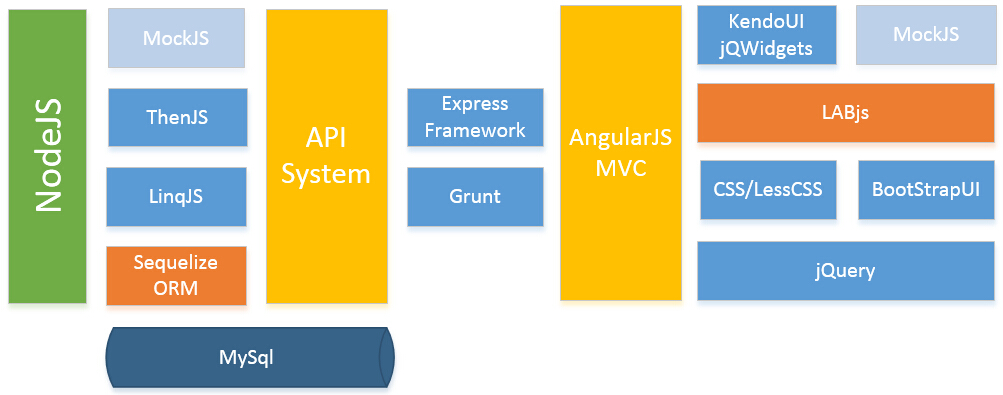 NodeJS
MockJS
ThenJS
LinqJS
Sequelize
ORM
API
System
MySql
Express
Framework
Grunt
AngularJS
MVC
KendoUI
jQWidgets
MockJS
LABjs
CSS/LessCSS
BootStrapUI
jQuery